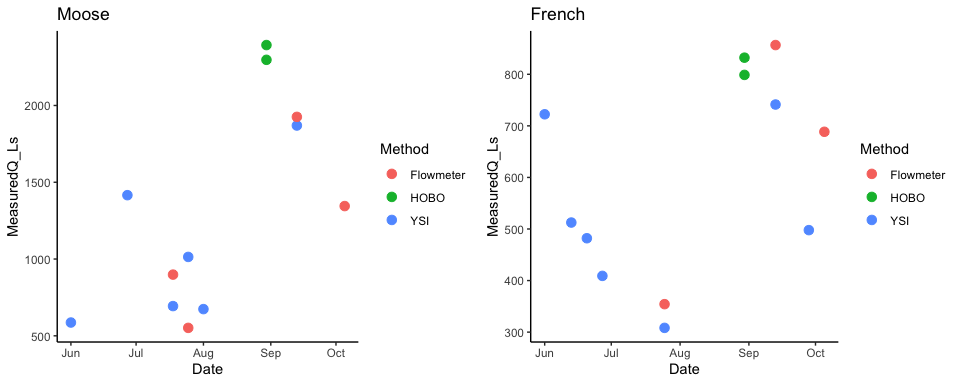 Moose
MeasuredQ_Ls
2000
1500
1000
500
Jun Jul Aug Sep Oct
Date
Method
Flowmeter
HOBO
YSI
French
MeasuredQ_Ls
800
700
600
500
400
300
Jun Jul Aug Sep Oct
Date
Method
Flowmeter
HOBO
YSI